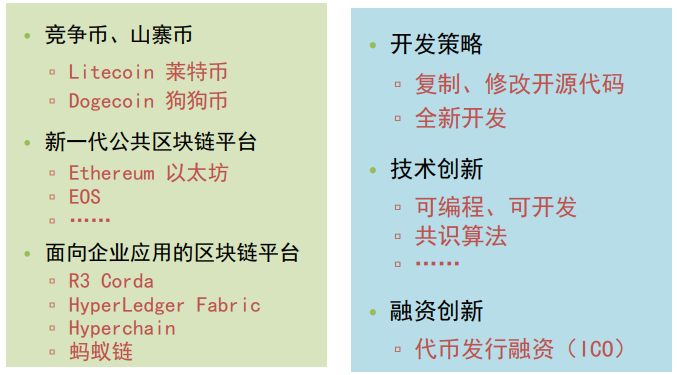 竞争币、山寨币
Litecoin 莱特币
Dogecoin 狗狗币
新一代公共区块链平台
Ethereum 以太坊
EOS
……
面向企业应用的区块链平台
R3 Corda
HyperLedger Fabric
Hyperchain
蚂蚁链
开发策略
复制、修改开源代码
全新开发
技术创新
可编程、可开发
共识算法
……
融资创新
代币发行融资（ICO）